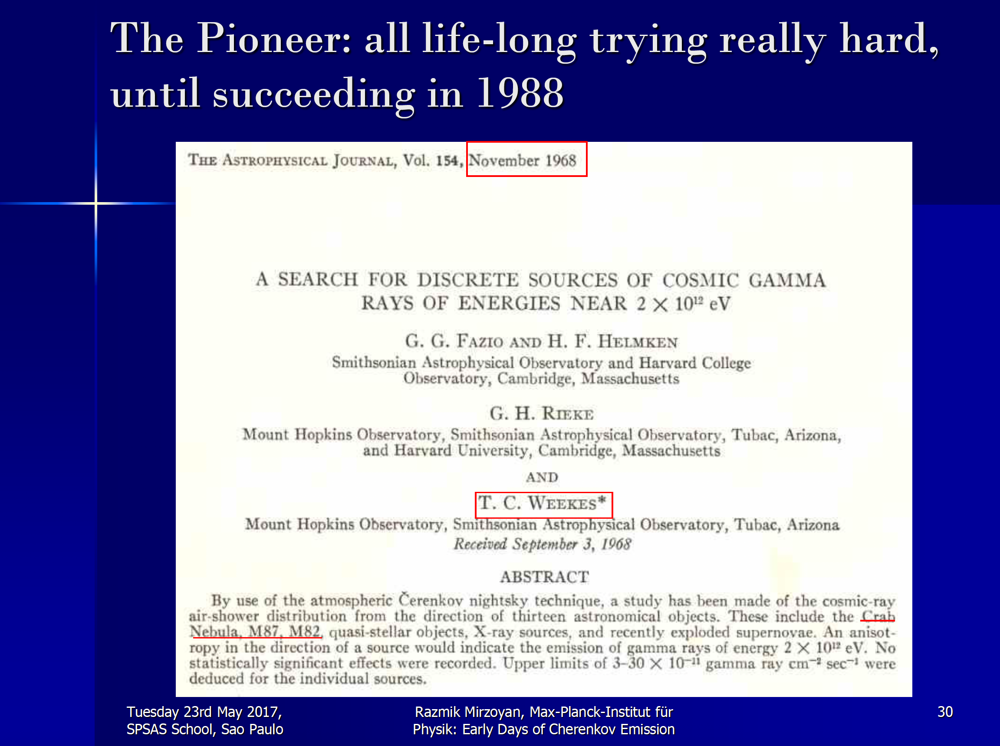 The Pioneer: all life-long trying really hard,
until succeeding in 1988
THE ASTROPHYSICAL JOURNAL, Vol. 154, November 1968
A SEARCH FOR DISCRETE SOURCES OF COSMIC GAMMA
RAYS OF ENERGIES NEAR 2 × 10¹² eV
G. G. FAZIO AND H. F. HELMKEN
Smithsonian Astrophysical Observatory and Harvard College
Observatory, Cambridge, Massachusetts
G. H. RIEKE
Mount Hopkins Observatory, Smithsonian Astrophysical Observatory, Tubac, Arizona,
and Harvard University, Cambridge, Massachusetts
AND
T. C. WEEKES*
Mount Hopkins Observatory, Smithsonian Astrophysical Observatory, Tubac, Arizona
Received September 3, 1968
ABSTRACT
By use of the atmospheric Čerenkov nightsky technique, a study has been made of the cosmic-ray
air-shower distribution from the direction of thirteen astronomical objects. These include the Crab
Nebula, M87, M82, quasi-stellar objects, X-ray sources, and recently exploded supernovae. An anisot-
ropy in the direction of a source would indicate the emission of gamma rays of energy 2 × 10¹² eV. No
statistically significant effects were recorded. Upper limits of 3–30 × 10⁻¹¹ gamma ray cm⁻² sec⁻¹ were
deduced for the individual sources.
Tuesday 23rd May 2017,
SPSAS School, Sao Paulo
Razmik Mirzoyan, Max-Planck-Institut für
Physik: Early Days of Cherenkov Emission
30